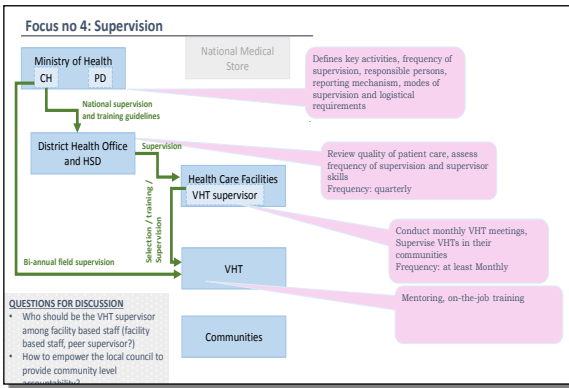 Focus no 4: Supervision
National Medical
Store
Ministry of Health
CH
PD
Defines key activities, frequency of
supervision, responsible persons,
reporting mechanism, modes of
supervision and logistical
requirements
National supervision
and training guidelines
District Health Office
and HSD
Supervision
Review quality of patient care, assess
frequency of supervision and supervisor
skills
Frequency: quarterly
Health Care Facilities
VHT supervisor
Selection / training /
Supervision
Conduct monthly VHT meetings,
Supervise VHTs in their
communities
Frequency: at least Monthly
Bi-annual field supervision
VHT
Mentoring, on-the-job training
QUESTIONS FOR DISCUSSION
• Who should be the VHT supervisor
among facility based staff (facility
based staff, peer supervisor?)
• How to empower the local council to
provide community level
accountability?
Communities